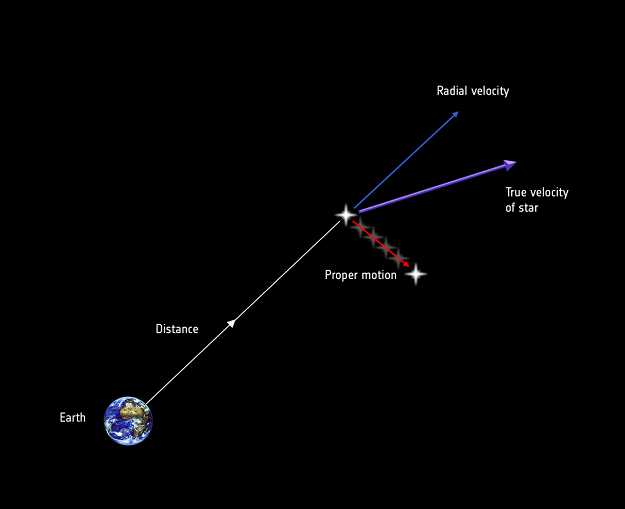 Radial velocity
True velocity
of star
Proper motion
Distance
Earth